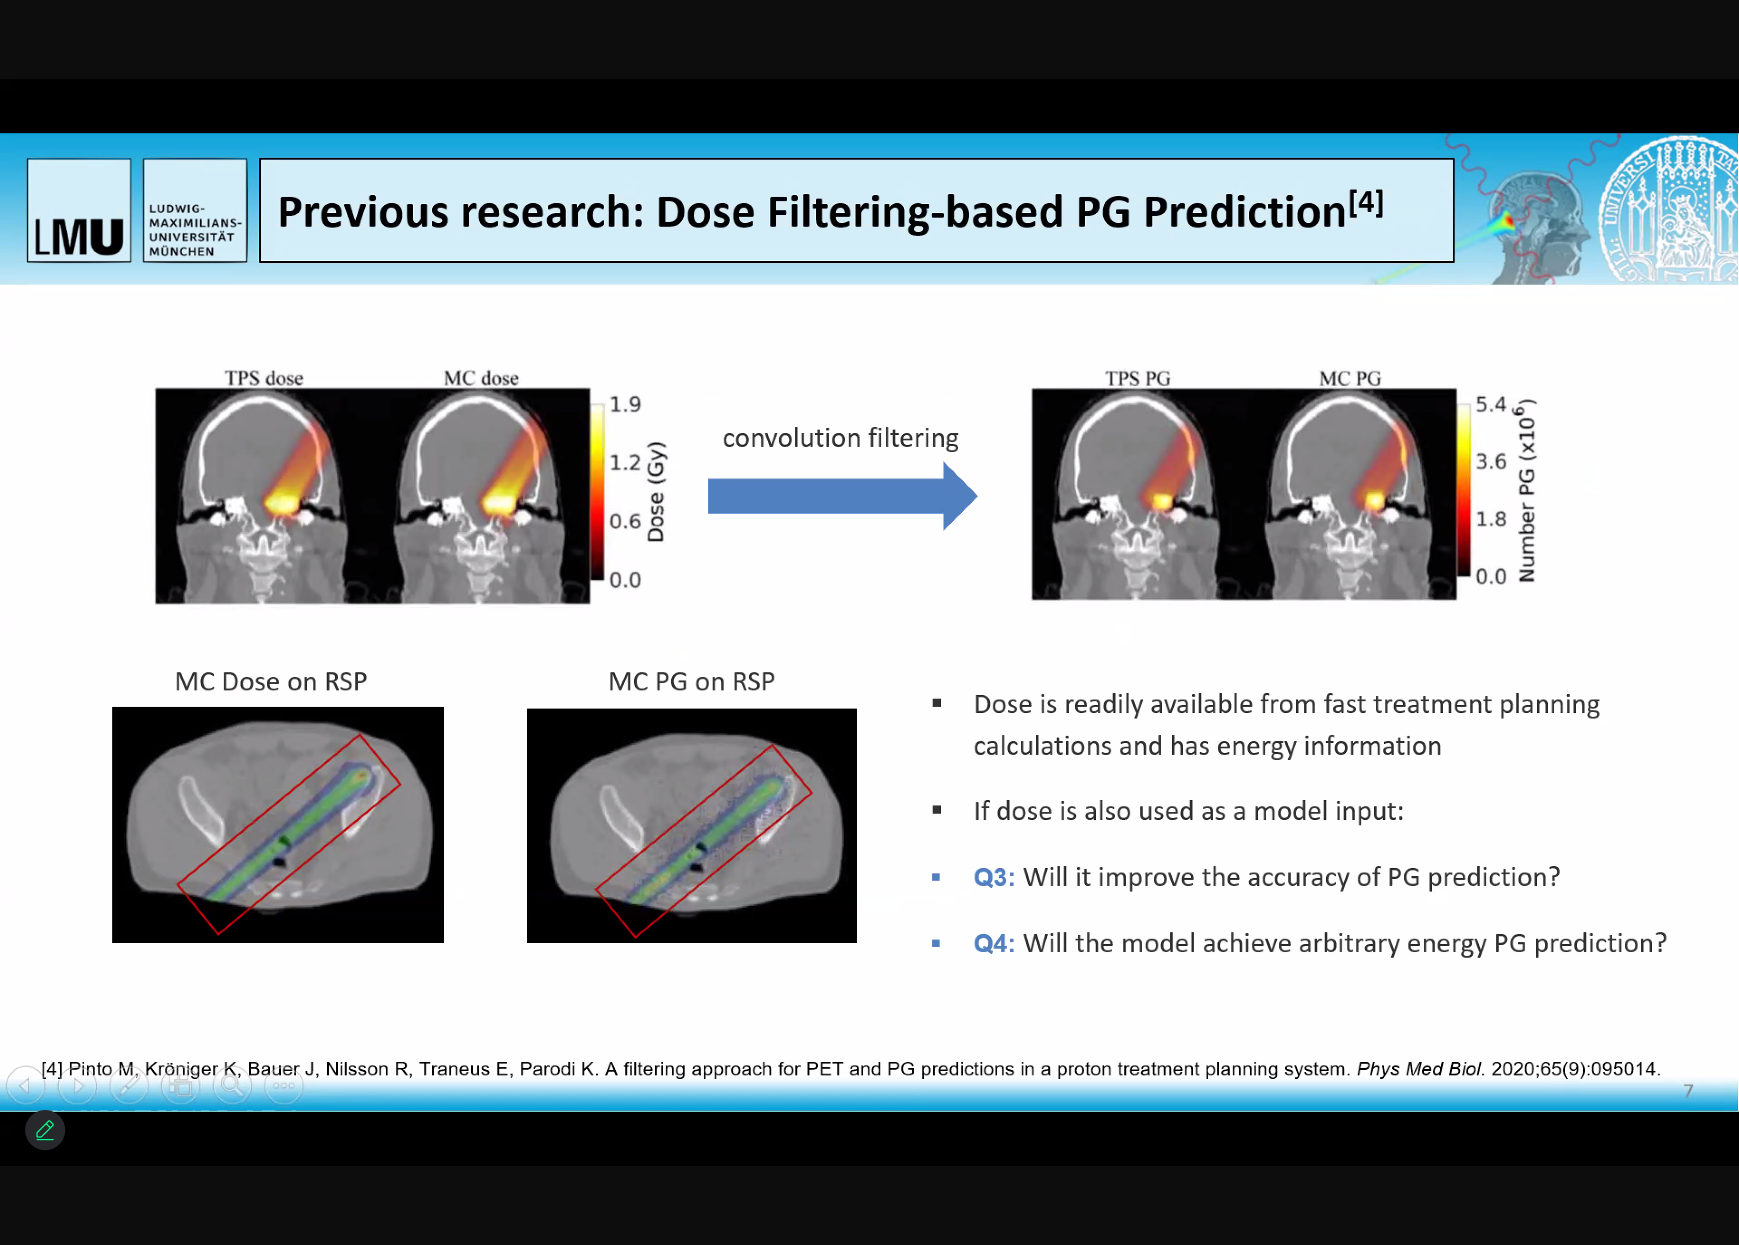 LMU
LUDWIG-
MAXIMILIANS-
UNIVERSITÄT
MÜNCHEN
Previous research: Dose Filtering-based PG Prediction[4]
TPS dose
MC dose
1.9
1.2
0.6
0.0
Dose (Gy)
convolution filtering
TPS PG
MC PG
5.4
3.6
1.8
0.0
Number PG (x10⁶)
MC Dose on RSP
MC PG on RSP
▪ Dose is readily available from fast treatment planning
calculations and has energy information
▪ If dose is also used as a model input:
▪ Q3: Will it improve the accuracy of PG prediction?
▪ Q4: Will the model achieve arbitrary energy PG prediction?
[4] Pinto M, Kröniger K, Bauer J, Nilsson R, Traneus E, Parodi K. A filtering approach for PET and PG predictions in a proton treatment planning system. Phys Med Biol. 2020;65(9):095014.
7